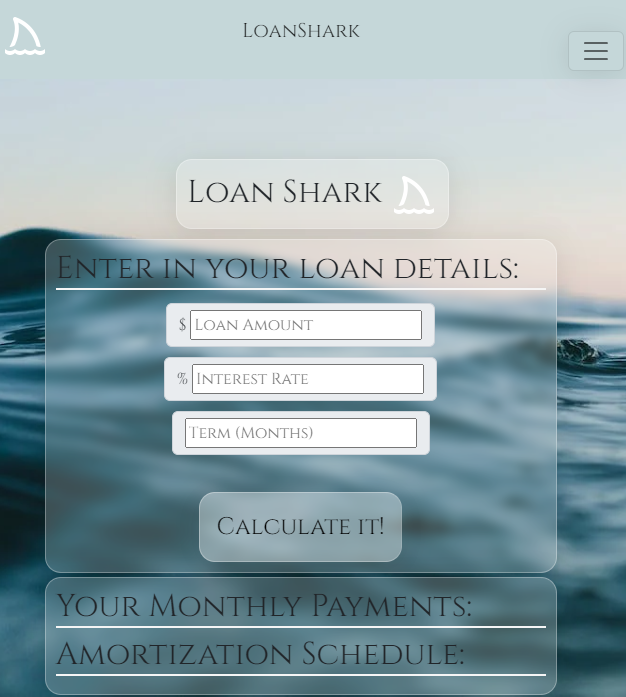 LoanShark
Loan Shark
Enter in your loan details:
$ Loan Amount
% Interest Rate
Term (Months)
Calculate it!
Your Monthly Payments:
Amortization Schedule: